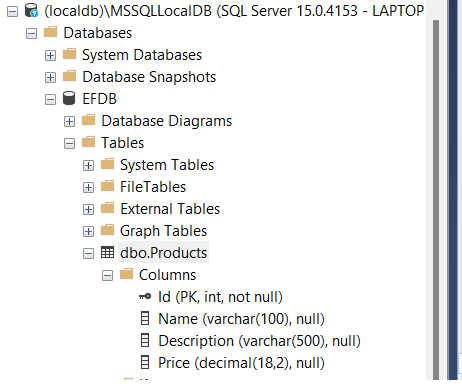 (localdb)\MSSQLLocalDB (SQL Server 15.0.4153 - LAPTOP
Databases
System Databases
Database Snapshots
EFDB
Database Diagrams
Tables
System Tables
FileTables
External Tables
Graph Tables
dbo.Products
Columns
Id (PK, int, not null)
Name (varchar(100), null)
Description (varchar(500), null)
Price (decimal(18,2), null)